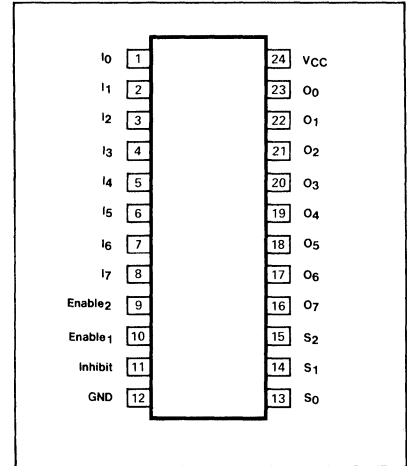 I0 1 24 VCC
I1 2 23 O0
I2 3 22 O1
I3 4 21 O2
I4 5 20 O3
I5 6 19 O4
I6 7 18 O5
I7 8 17 O6
Enable2 9 16 O7
Enable1 10 15 S2
Inhibit 11 14 S1
GND 12 13 S0